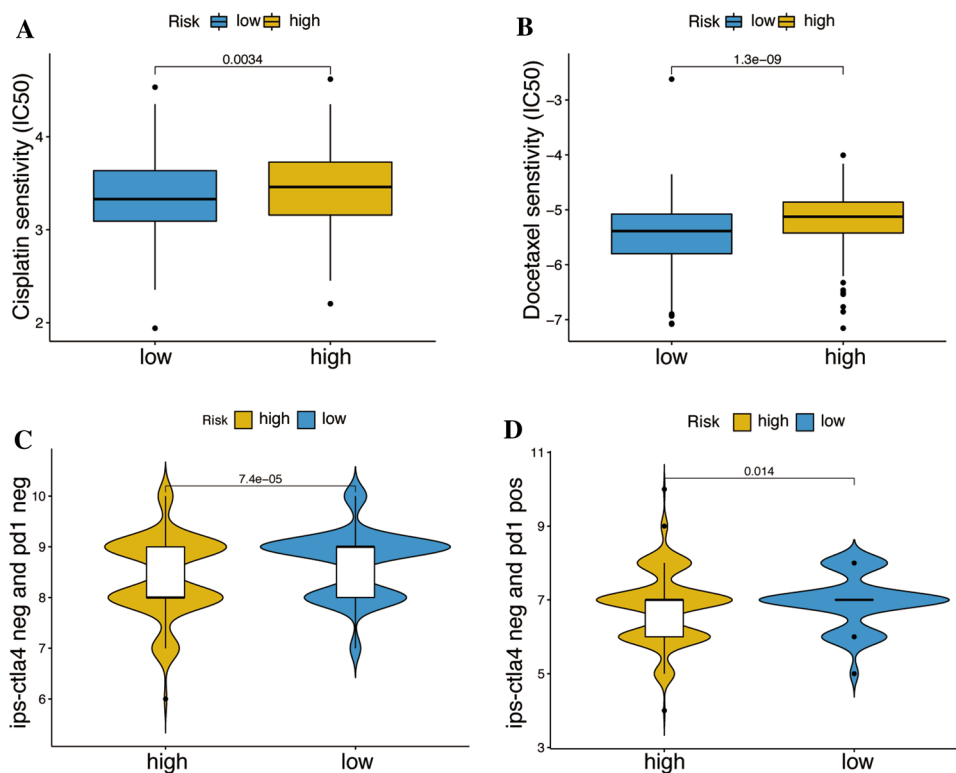 A
Risk low high
Cisplatin senstivity (IC50)
0.0034
4
3
2
low high
B
Risk low high
Docetaxel senstivity (IC50)
1.3e−09
−3
−4
−5
−6
−7
low high
C
Risk high low
ips-ctla4 neg and pd1 neg
7.4e−05
10
9
8
7
6
high low
D
Risk high low
ips-ctla4 neg and pd1 pos
0.014
11
9
7
5
3
high low